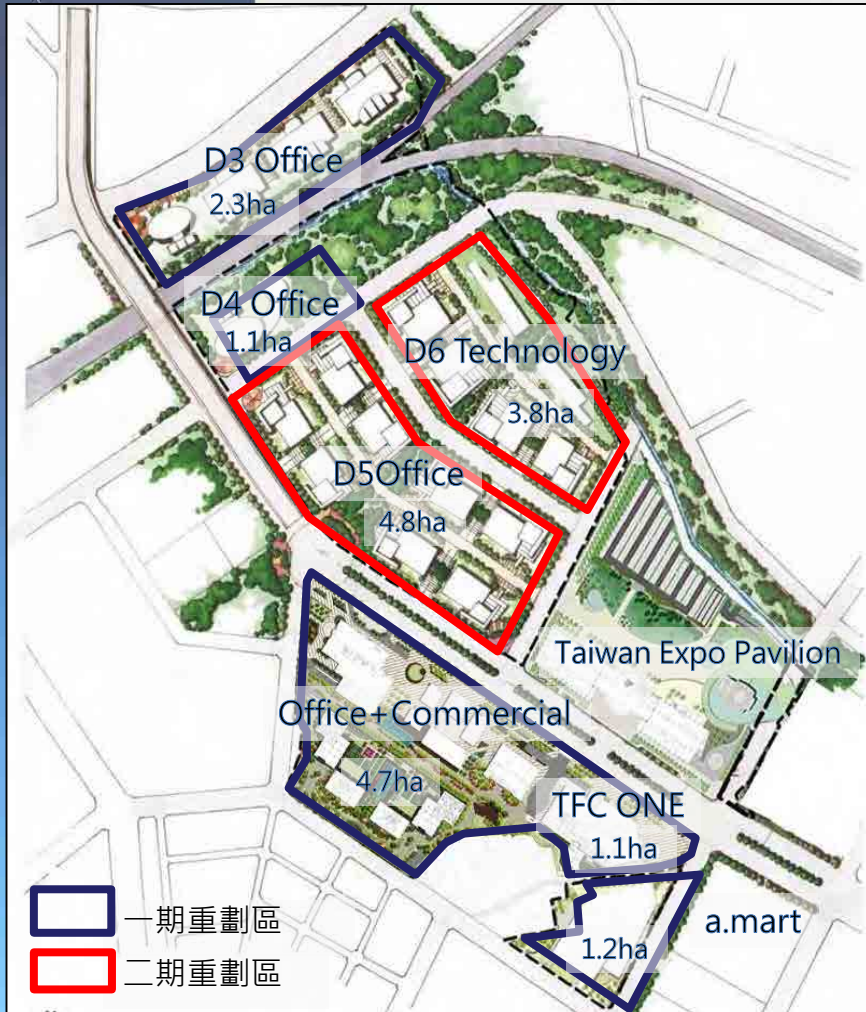 D3 Office
2.3ha
D4 Office
1.1ha
D6 Technology
3.8ha
D5Office
4.8ha
Taiwan Expo Pavilion
Office+Commercial
4.7ha
TFC ONE
1.1ha
a.mart
1.2ha
一期重劃區
二期重劃區